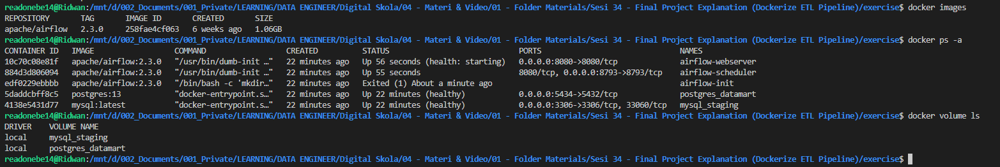 readonebe14@Ridwan:/mnt/d/002_Documents/001_Private/LEARNING/DATA ENGINEER/Digital Skola/04 - Materi & Video/01 - Folder Materials/Sesi 34 - Final Project Explanation (Dockerize ETL Pipeline)/exercise$ docker images
REPOSITORY TAG IMAGE ID CREATED SIZE
apache/airflow 2.3.0 258fae4cf063 6 weeks ago 1.06GB
readonebe14@Ridwan:/mnt/d/002_Documents/001_Private/LEARNING/DATA ENGINEER/Digital Skola/04 - Materi & Video/01 - Folder Materials/Sesi 34 - Final Project Explanation (Dockerize ETL Pipeline)/exercise$ docker ps -a
CONTAINER ID IMAGE COMMAND CREATED STATUS PORTS NAMES
10c70c08e81f apache/airflow:2.3.0 "/usr/bin/dumb-init …" 22 minutes ago Up 56 seconds (health: starting) 0.0.0.0:8080->8080/tcp airflow-webserver
884d3d806094 apache/airflow:2.3.0 "/usr/bin/dumb-init …" 22 minutes ago Up 55 seconds 8080/tcp, 0.0.0.0:8793->8793/tcp airflow-scheduler
edf0229ebbbb apache/airflow:2.3.0 "/bin/bash -c 'mkdir…" 22 minutes ago Exited (1) About a minute ago airflow-init
5daddcbff8c5 postgres:13 "docker-entrypoint.s…" 22 minutes ago Up 22 minutes (healthy) 0.0.0.0:5434->5432/tcp postgres_datamart
4138e5431d77 mysql:latest "docker-entrypoint.s…" 22 minutes ago Up 22 minutes (healthy) 0.0.0.0:3306->3306/tcp, 33060/tcp mysql_staging
readonebe14@Ridwan:/mnt/d/002_Documents/001_Private/LEARNING/DATA ENGINEER/Digital Skola/04 - Materi & Video/01 - Folder Materials/Sesi 34 - Final Project Explanation (Dockerize ETL Pipeline)/exercise$ docker volume ls
DRIVER VOLUME NAME
local mysql_staging
local postgres_datamart
readonebe14@Ridwan:/mnt/d/002_Documents/001_Private/LEARNING/DATA ENGINEER/Digital Skola/04 - Materi & Video/01 - Folder Materials/Sesi 34 - Final Project Explanation (Dockerize ETL Pipeline)/exercise$